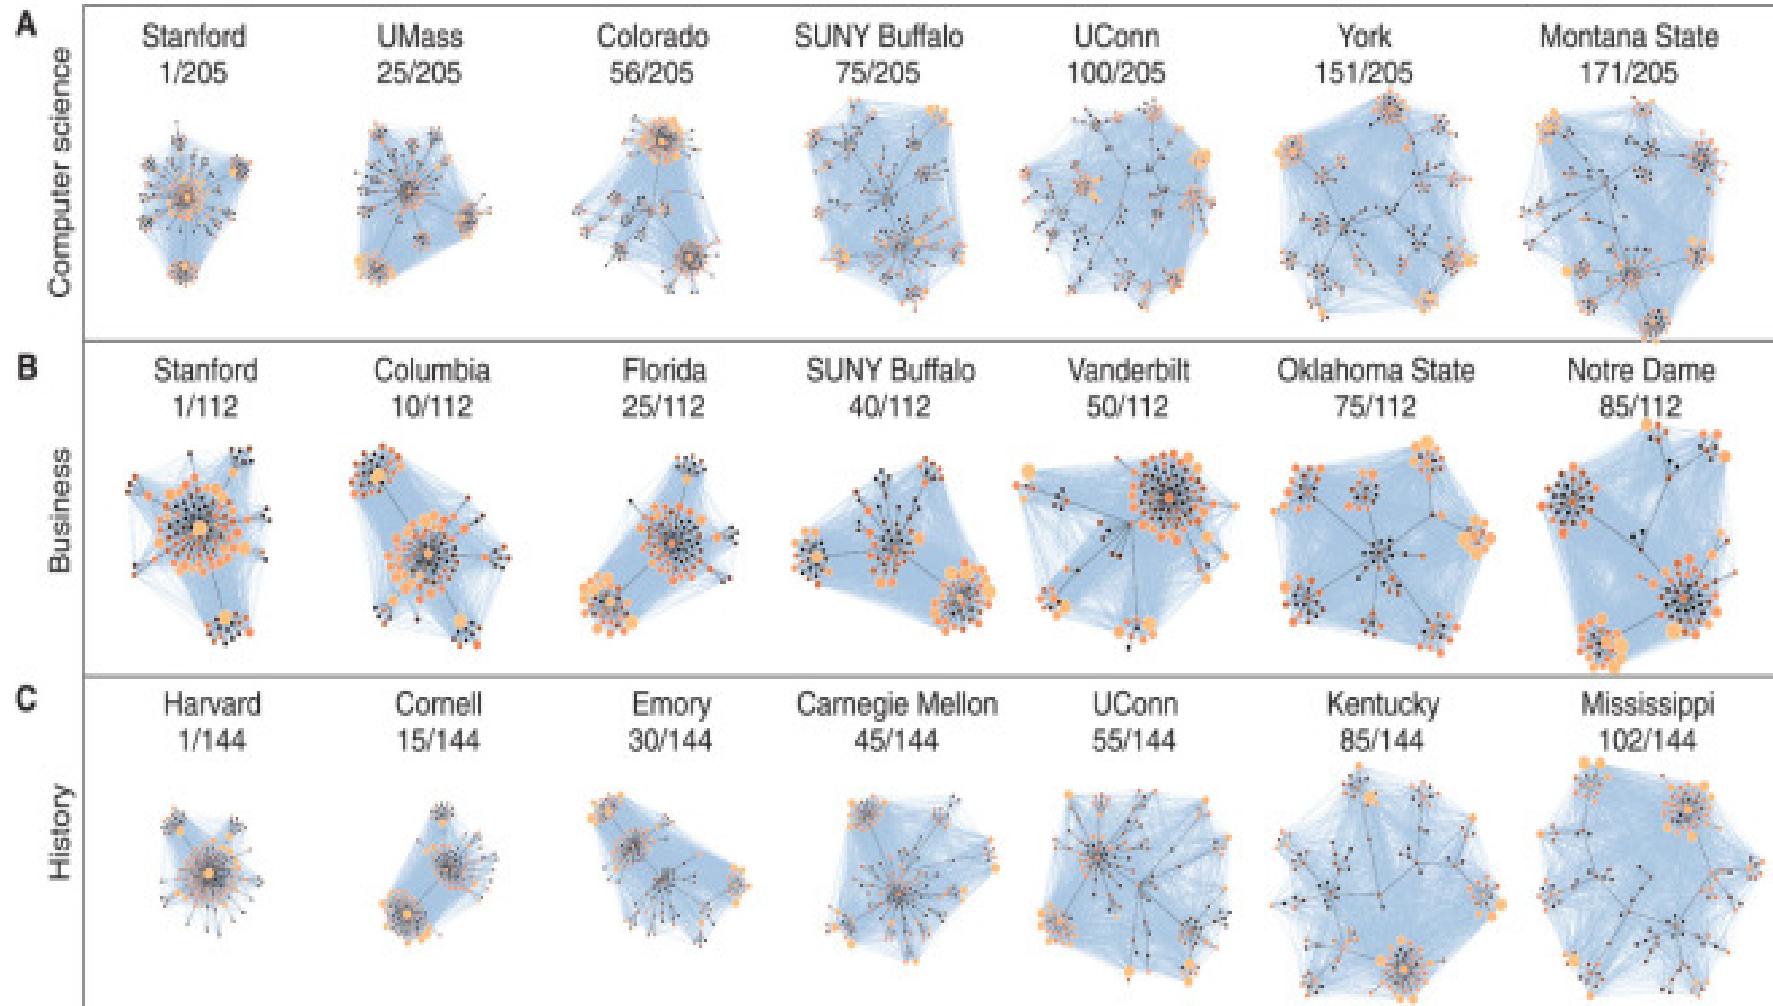 A
Computer science
Stanford
1/205
UMass
25/205
Colorado
56/205
SUNY Buffalo
75/205
UConn
100/205
York
151/205
Montana State
171/205
B
Business
Stanford
1/112
Columbia
10/112
Florida
25/112
SUNY Buffalo
40/112
Vanderbilt
50/112
Oklahoma State
75/112
Notre Dame
85/112
C
History
Harvard
1/144
Cornell
15/144
Emory
30/144
Carnegie Mellon
45/144
UConn
55/144
Kentucky
85/144
Mississippi
102/144